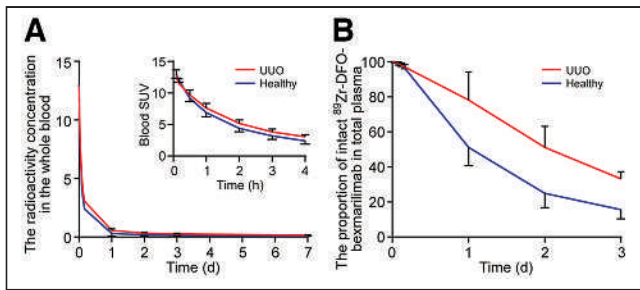 A
The radioactivity concentration
in the whole blood
15
10
5
0
0 1 2 3 4 5 6 7
Time (d)
Blood SUV
15
10
5
0
0 1 2 3 4
Time (h)
UUO
Healthy
B
The proportion of intact ⁸⁹Zr-DFO-
bexmarilimab in total plasma
100
80
60
40
20
0
0 1 2 3
Time (d)
UUO
Healthy